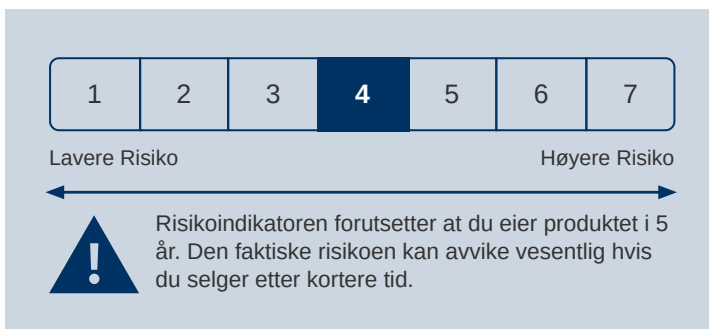 1 2 3 4 5 6 7
Lavere Risiko Høyere Risiko
Risikoindikatoren forutsetter at du eier produktet i 5
år. Den faktiske risikoen kan avvike vesentlig hvis
du selger etter kortere tid.
!